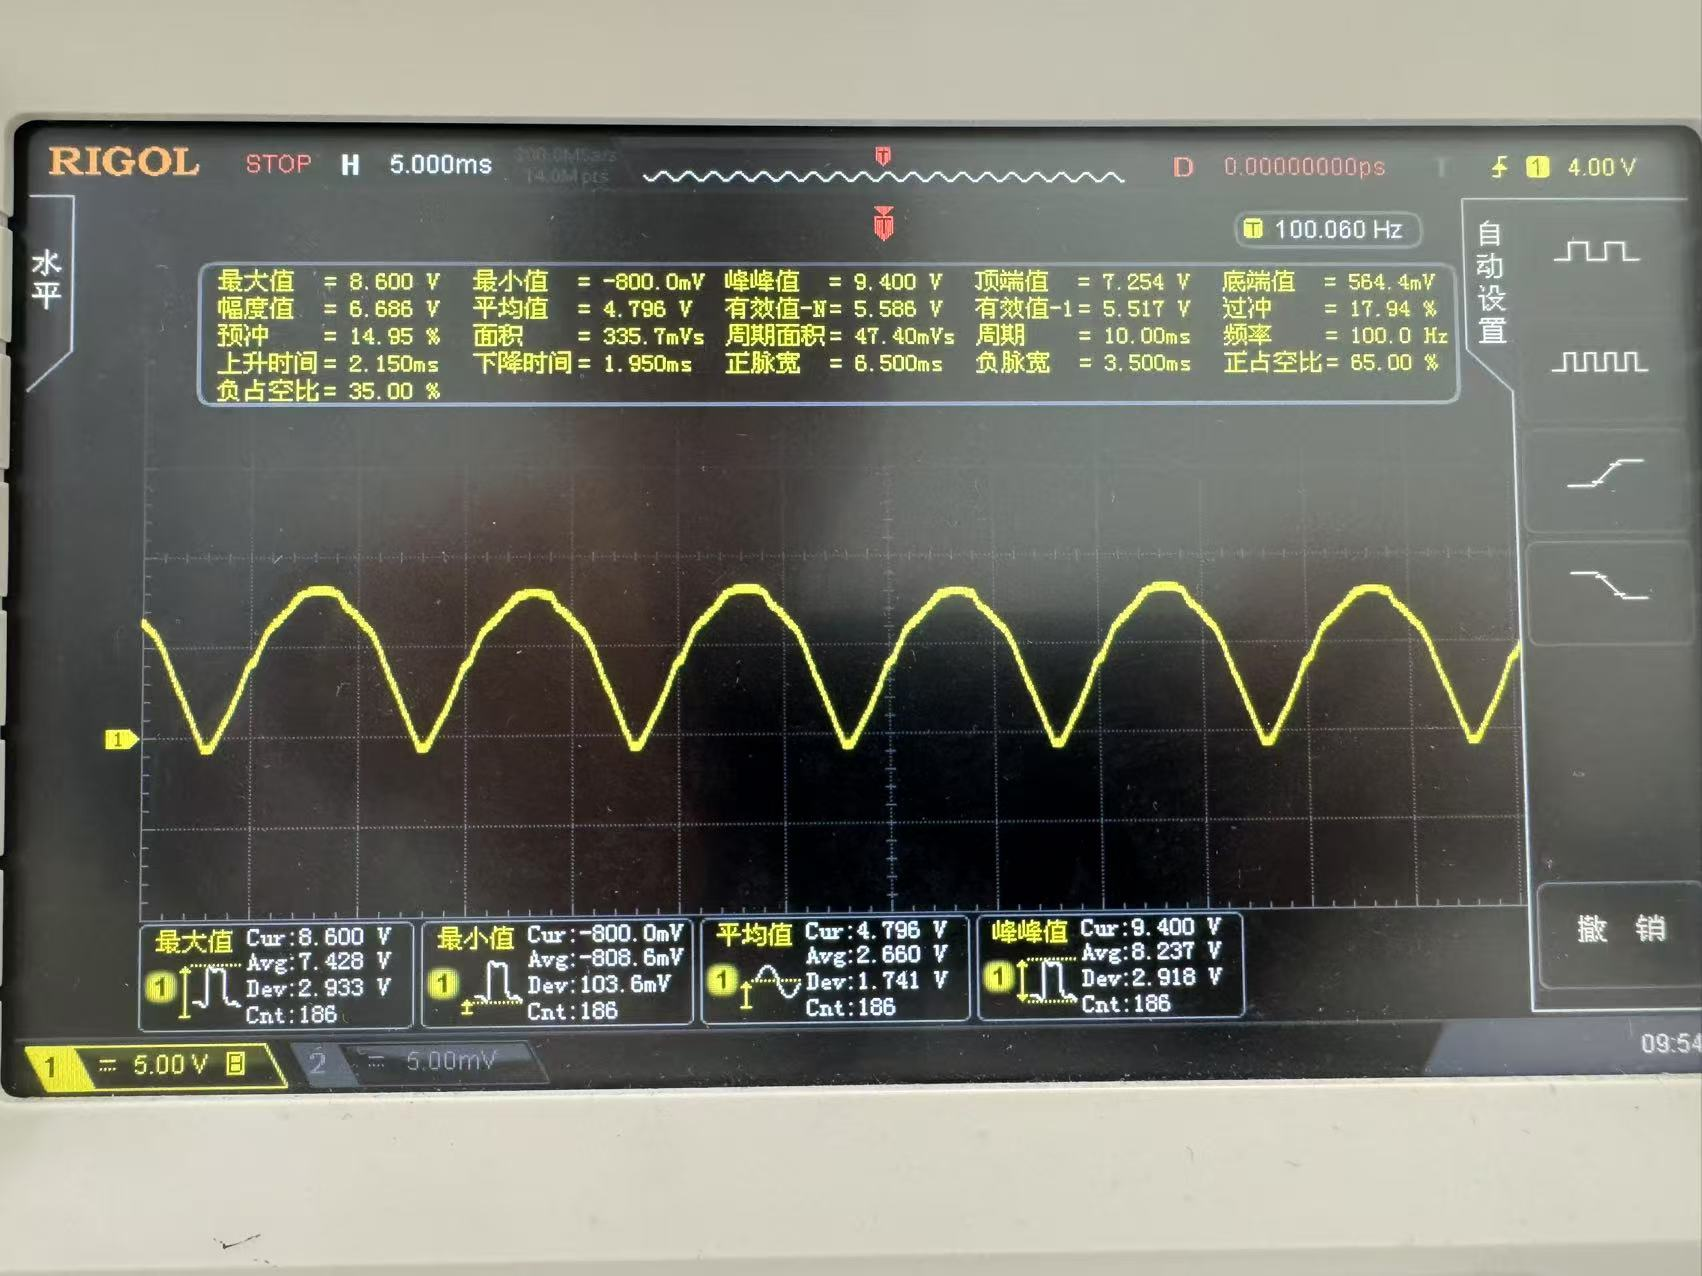 RIGOL STOP H 5.000ms D 0.00000000ps 1 4.00 V
100.060 Hz
水平
最大值 = 8.600 V 最小值 = -800.0mV 峰峰值 = 9.400 V 顶端值 = 7.254 V 底端值 = 564.4mV
幅度值 = 6.686 V 平均值 = 4.796 V 有效值-N= 5.586 V 有效值-1= 5.517 V 过冲 = 17.94 %
预冲 = 14.95 % 面积 = 335.7mVs 周期面积= 47.40mVs 周期 = 10.00ms 频率 = 100.0 Hz
上升时间= 2.150ms 下降时间= 1.950ms 正脉宽 = 6.500ms 负脉宽 = 3.500ms 正占空比= 65.00 %
负占空比= 35.00 %
自动设置
1
最大值 Cur:8.600 V
Avg:7.428 V
1 Dev:2.933 V
Cnt:186
最小值 Cur:-800.0mV
Avg:-808.6mV
1 Dev:103.6mV
Cnt:186
平均值 Cur:4.796 V
Avg:2.660 V
1 Dev:1.741 V
Cnt:186
峰峰值 Cur:9.400 V
Avg:8.237 V
1 Dev:2.918 V
Cnt:186
撤 销
1 5.00 V B 2 5.00mV
09:54